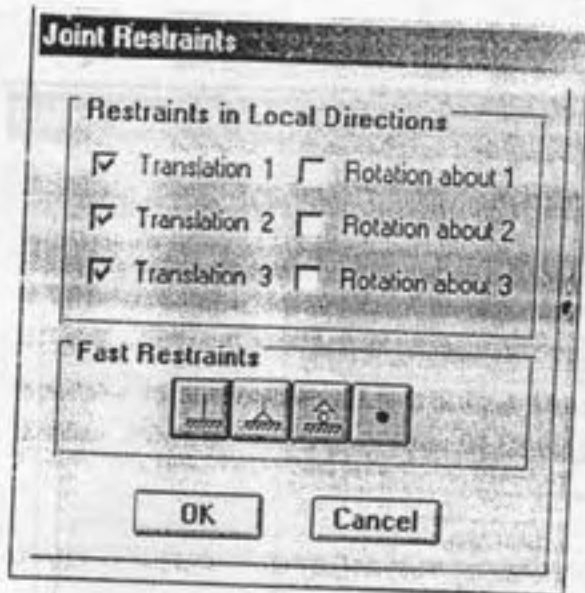 Joint Restraints
Restraints in Local Directions
Translation 1 Rotation about 1
Translation 2 Rotation about 2
Translation 3 Rotation about 3
Fast Restraints
OK Cancel